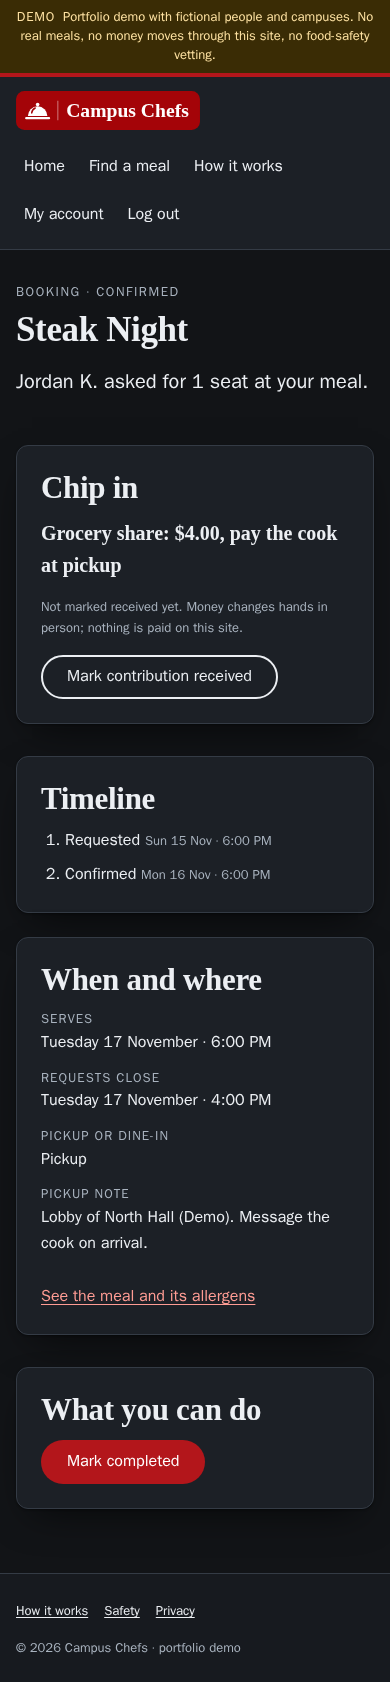 DEMO Portfolio demo with fictional people and campuses. No
real meals, no money moves through this site, no food-safety
vetting.
Campus Chefs
Home Find a meal How it works
My account Log out
BOOKING · CONFIRMED
Steak Night
Jordan K. asked for 1 seat at your meal.
Chip in
Grocery share: $4.00, pay the cook
at pickup
Not marked received yet. Money changes hands in
person; nothing is paid on this site.
Mark contribution received
Timeline
1. Requested Sun 15 Nov · 6:00 PM
2. Confirmed Mon 16 Nov · 6:00 PM
When and where
SERVES
Tuesday 17 November · 6:00 PM
REQUESTS CLOSE
Tuesday 17 November · 4:00 PM
PICKUP OR DINE-IN
Pickup
PICKUP NOTE
Lobby of North Hall (Demo). Message the
cook on arrival.
See the meal and its allergens
What you can do
Mark completed
How it works Safety Privacy
© 2026 Campus Chefs · portfolio demo